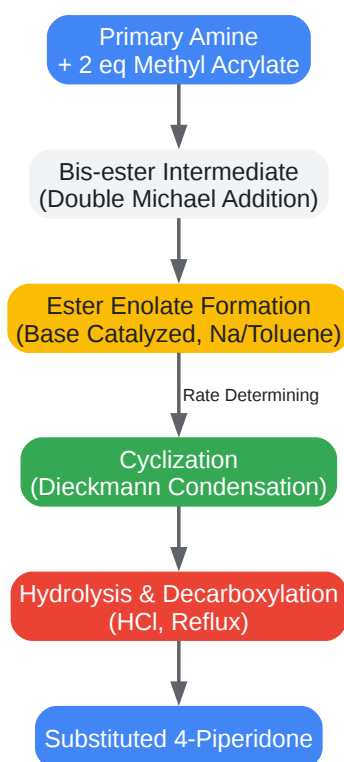 Primary Amine
+ 2 eq Methyl Acrylate
Bis-ester Intermediate
(Double Michael Addition)
Ester Enolate Formation
(Base Catalyzed, Na/Toluene)
Rate Determining
Cyclization
(Dieckmann Condensation)
Hydrolysis & Decarboxylation
(HCl, Reflux)
Substituted 4-Piperidone